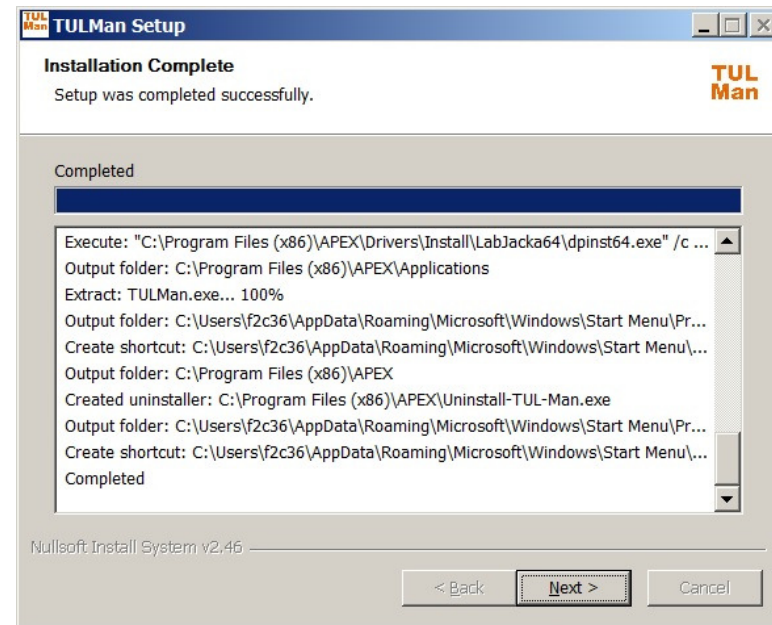 TUL
Man TULMan Setup
Installation Complete
Setup was completed successfully.
TUL
Man
Completed
Execute: "C:\Program Files (x86)\APEX\Drivers\Install\LabJacka64\dpinst64.exe" /c ...
Output folder: C:\Program Files (x86)\APEX\Applications
Extract: TULMan.exe... 100%
Output folder: C:\Users\f2c36\AppData\Roaming\Microsoft\Windows\Start Menu\Pr...
Create shortcut: C:\Users\f2c36\AppData\Roaming\Microsoft\Windows\Start Menu\...
Output folder: C:\Program Files (x86)\APEX
Created uninstaller: C:\Program Files (x86)\APEX\Uninstall-TUL-Man.exe
Output folder: C:\Users\f2c36\AppData\Roaming\Microsoft\Windows\Start Menu\Pr...
Create shortcut: C:\Users\f2c36\AppData\Roaming\Microsoft\Windows\Start Menu\...
Completed
Nullsoft Install System v2.46
< Back Next > Cancel